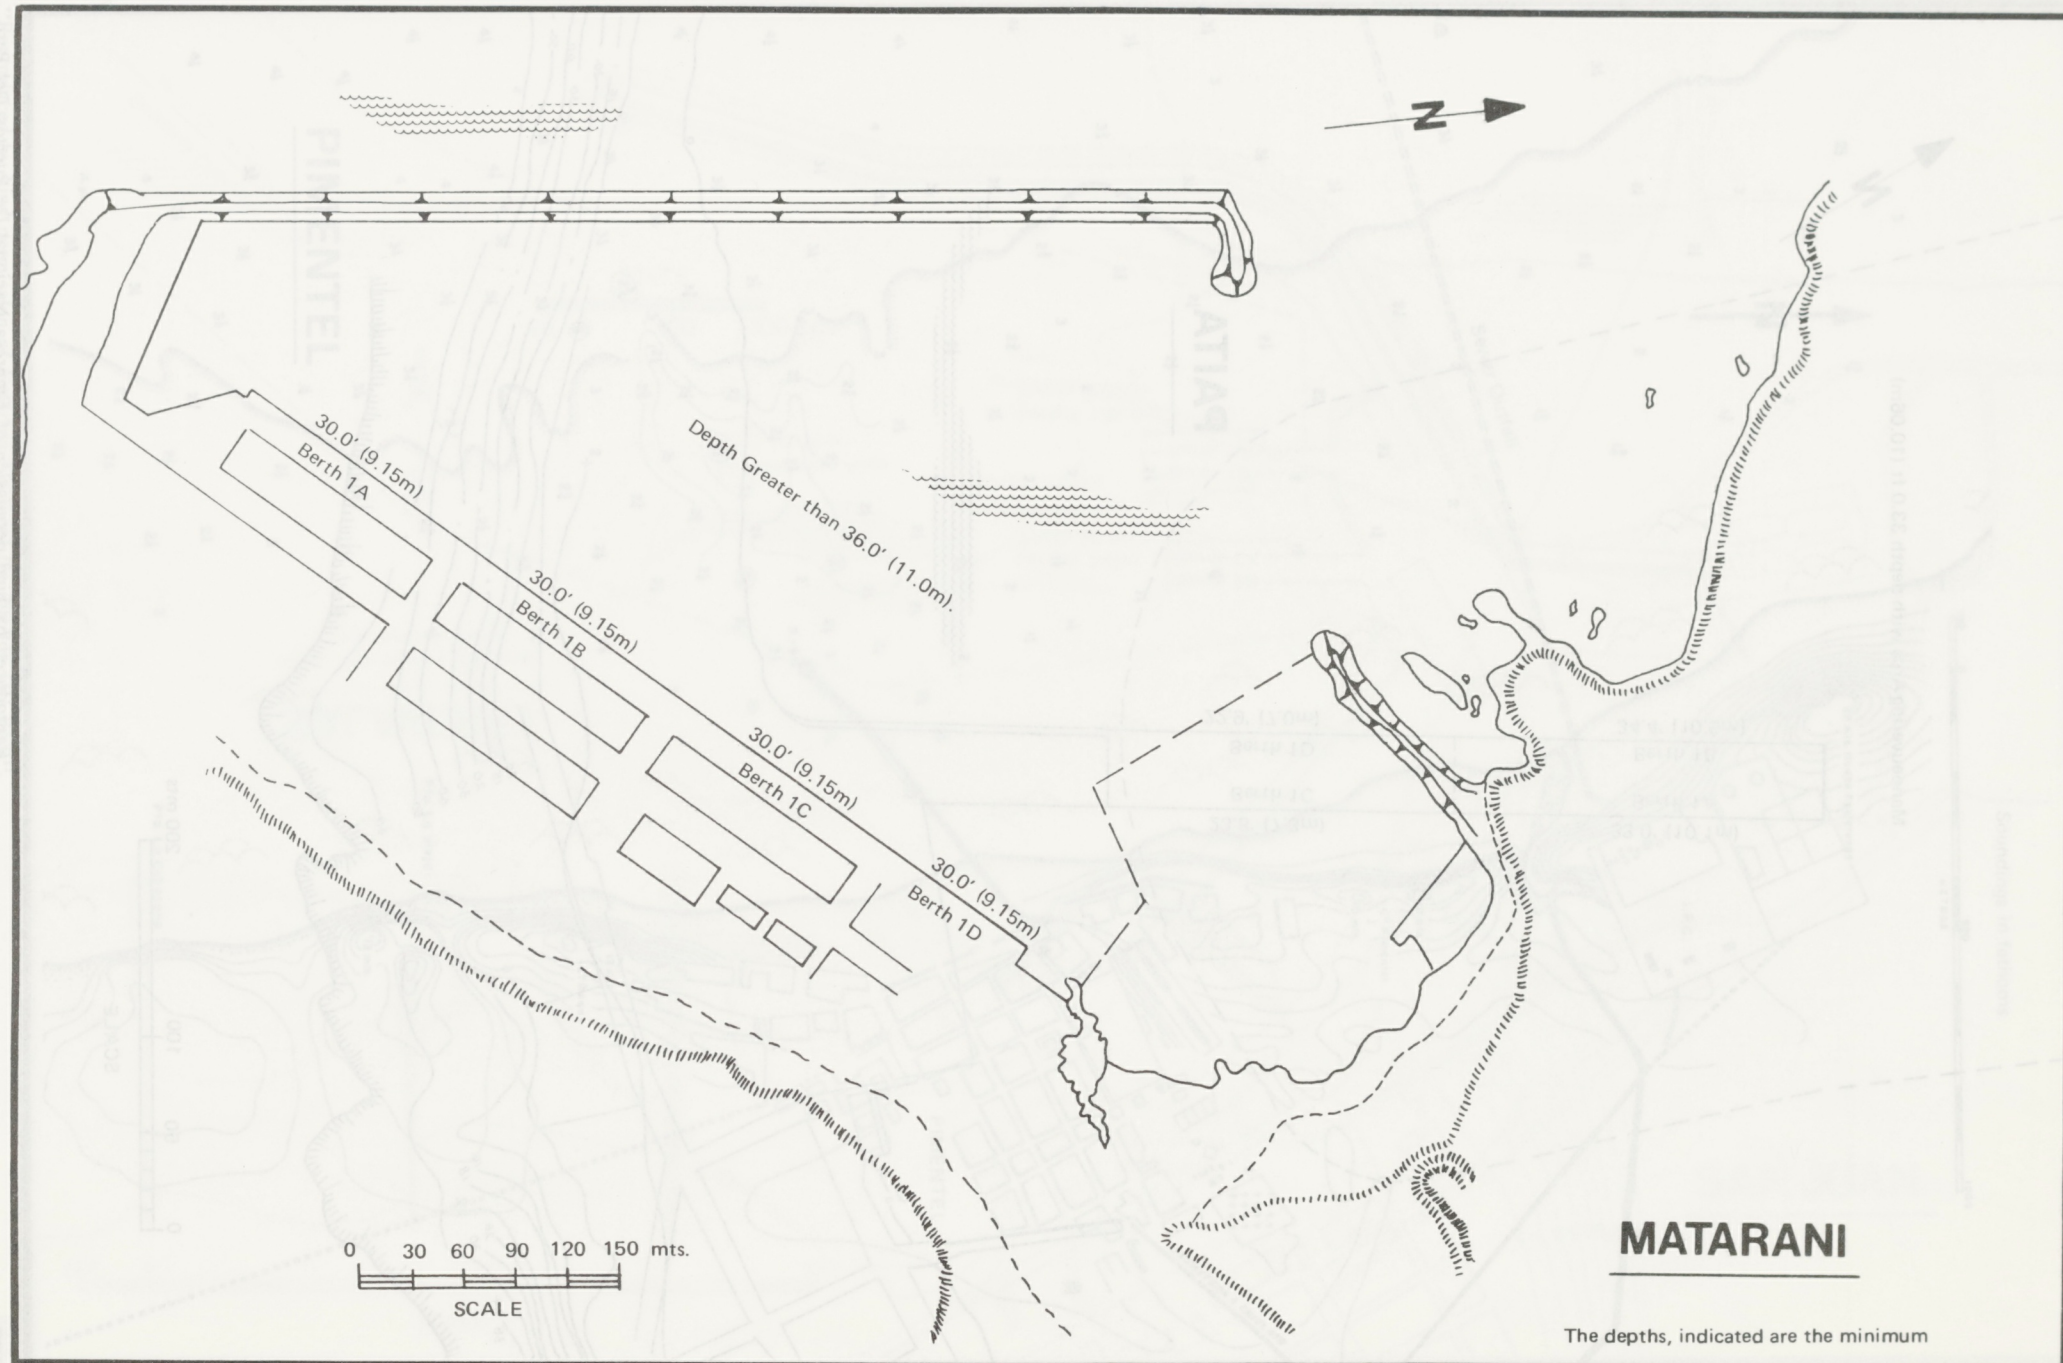 N
30.0' (9.15m)
Berth 1A
Depth Greater than 36.0' (11.0m).
30.0' (9.15m)
Berth 1B
30.0' (9.15m)
Berth 1C
30.0' (9.15m)
Berth 1D
0 30 60 90 120 150 mts.
SCALE
MATARANI
The depths, indicated are the minimum